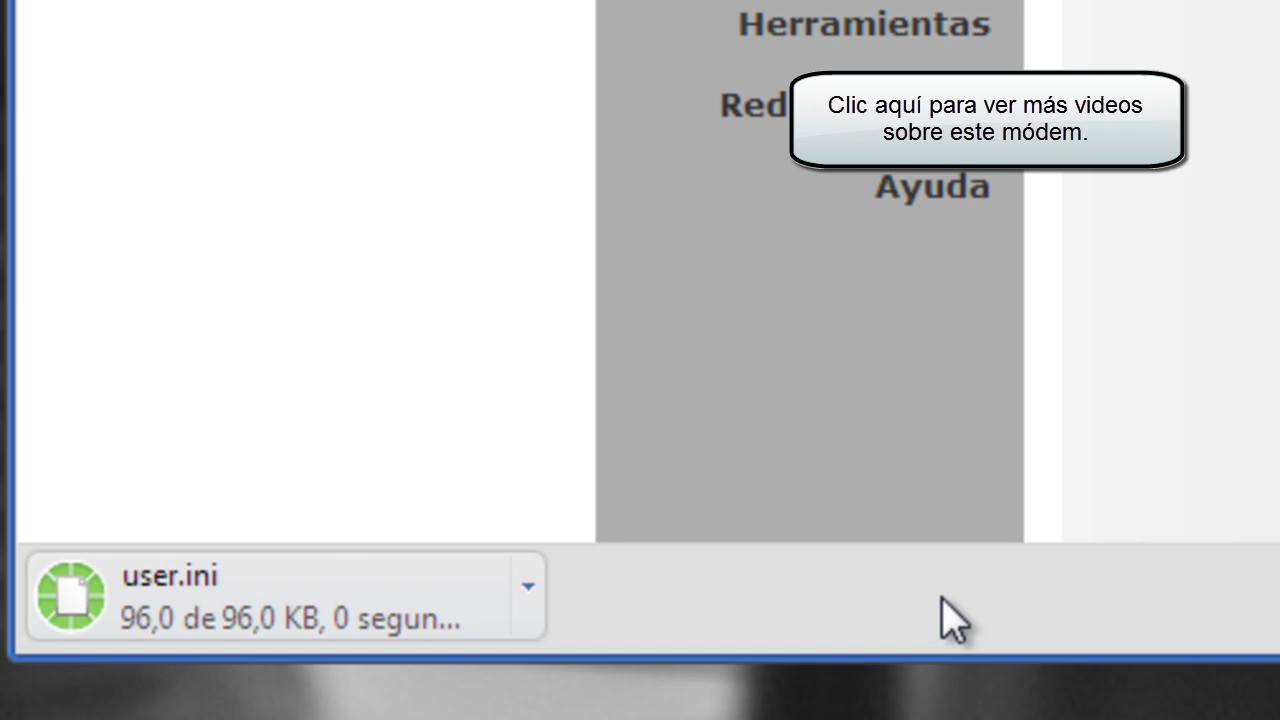 Herramientas
Red
Clic aquí para ver más videos
sobre este módem.
Ayuda
user.ini
96,0 de 96,0 KB, 0 segun...